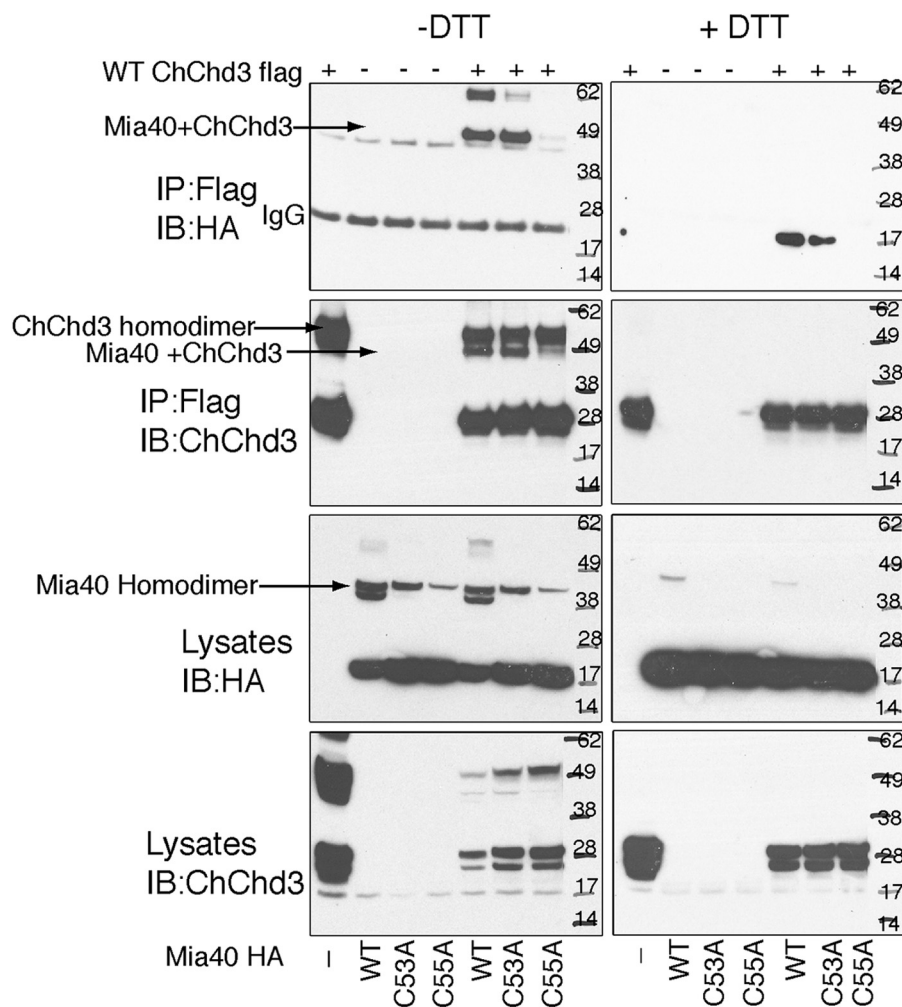 -DTT
+ DTT
WT ChChd3 flag
+ - - - + + +
+ - - - + + +
Mia40+ChChd3
IP:Flag
IB:HA
IgG
62
49
38
28
17
14
62
49
38
28
17
14
ChChd3 homodimer
Mia40 +ChChd3
IP:Flag
IB:ChChd3
62
49
38
28
17
14
62
49
38
28
17
14
Mia40 Homodimer
Lysates
IB:HA
62
49
38
28
17
14
62
49
38
28
17
14
Lysates
IB:ChChd3
62
49
38
28
17
14
62
49
38
28
17
14
Mia40 HA
- WT C53A C55A WT C53A C55A
- WT C53A C55A WT C53A C55A